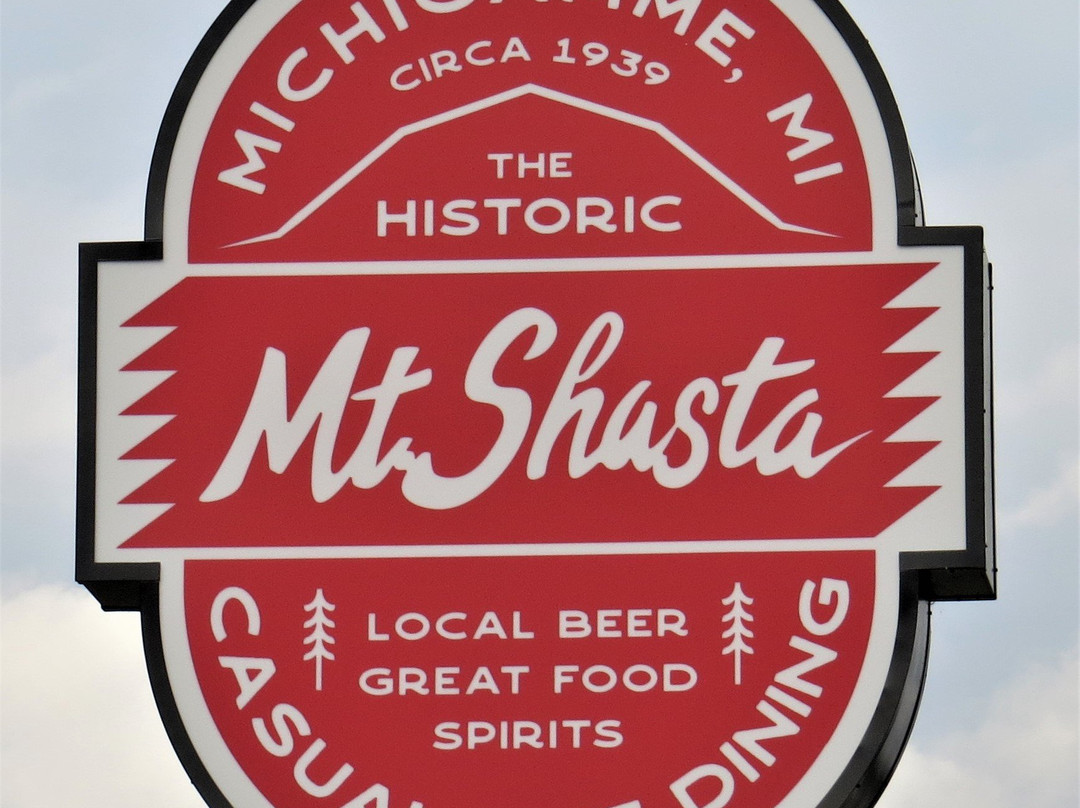 MICHIGAMME, MI
CIRCA 1939
THE
HISTORIC
Mt. Shasta
LOCAL BEER
GREAT FOOD
SPIRITS
CASUAL DINING